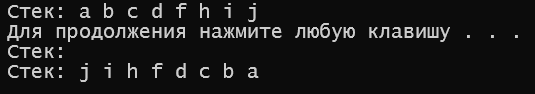 Стек: a b c d f h i j
Для продолжения нажмите любую клавишу . . .
Стек:
Стек: j i h f d c b a